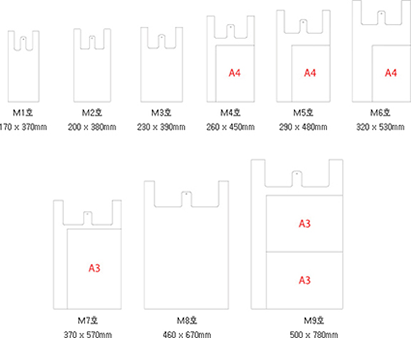 A4
A4
A4
M1호
M2호
M3호
M4호
M5호
M6호
170 x 370mm
200 x 380mm
230 x 390mm
260 x 450mm
290 x 480mm
320 x 530mm
A3
A3
A3
M7호
M8호
M9호
370 x 570mm
460 x 670mm
500 x 780mm